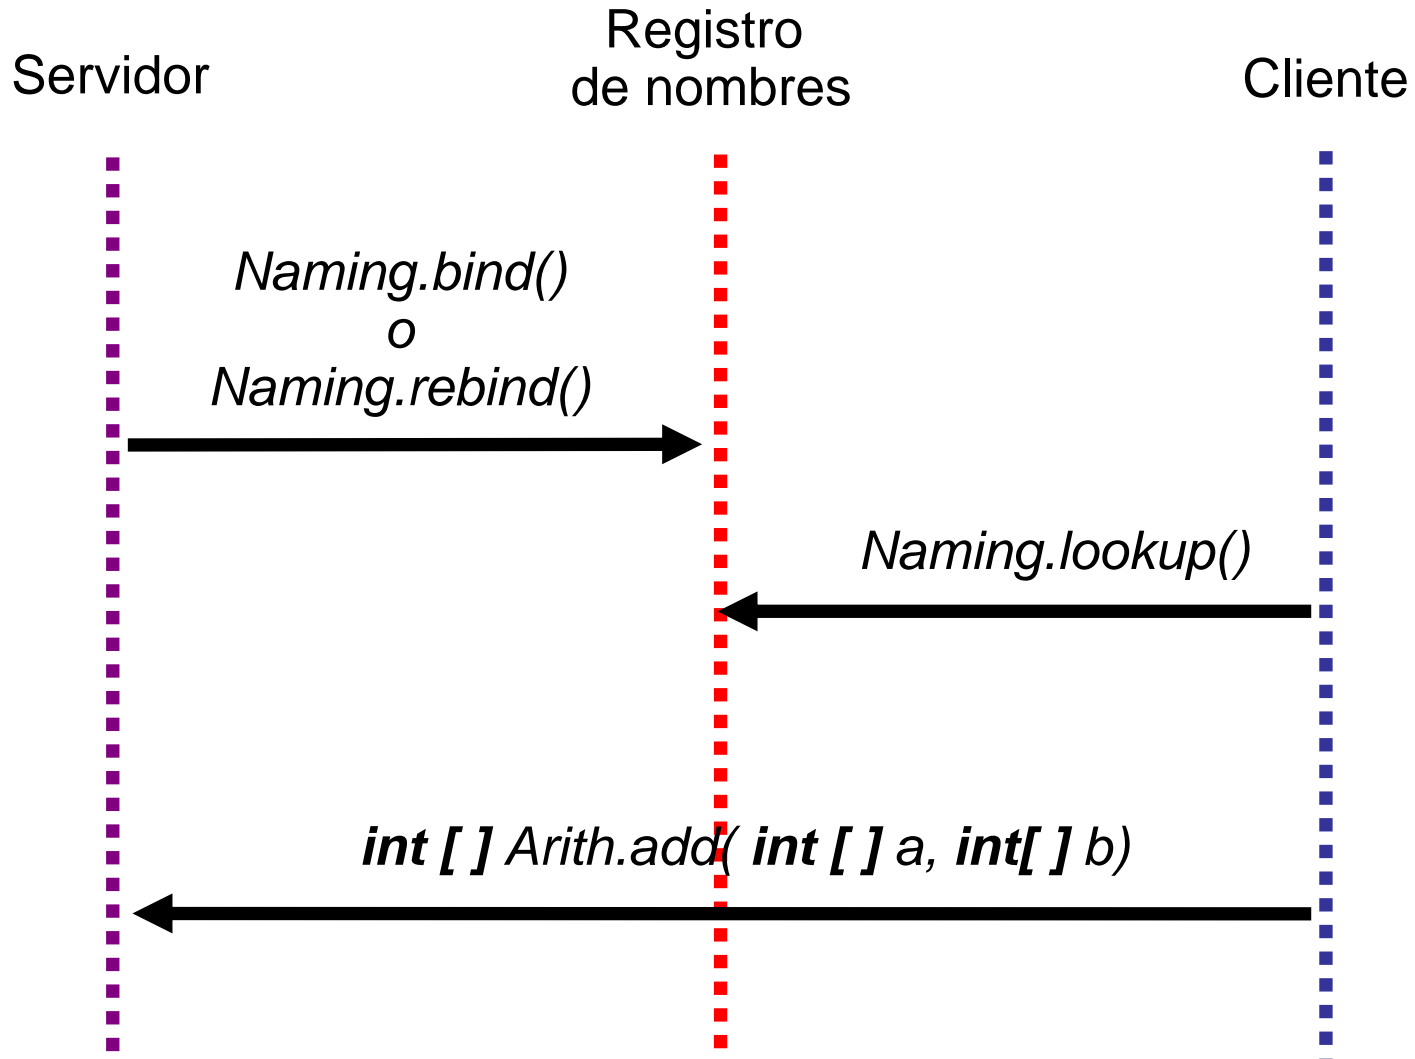 Servidor
Registro
de nombres
Cliente
Naming.bind()
o
Naming.rebind()
Naming.lookup()
int [ ] Arith.add( int [ ] a, int[ ] b)